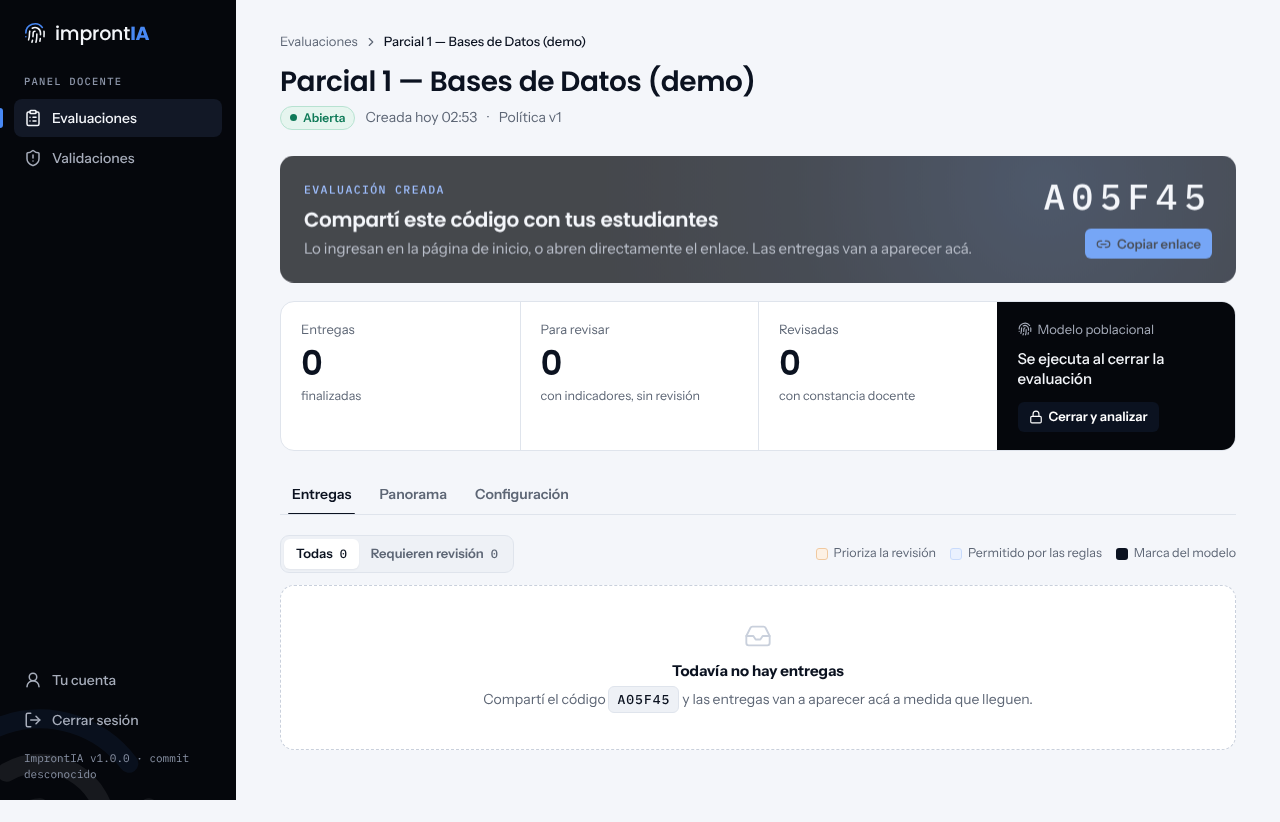 improntIA
PANEL DOCENTE
Evaluaciones
Validaciones
Tu cuenta
Cerrar sesión
ImprontIA v1.0.0 · commit
desconocido
Evaluaciones > Parcial 1 — Bases de Datos (demo)
Parcial 1 — Bases de Datos (demo)
Abierta Creada hoy 02:53 · Política v1
EVALUACIÓN CREADA
Compartí este código con tus estudiantes
Lo ingresan en la página de inicio, o abren directamente el enlace. Las entregas van a aparecer acá.
A05F45
Copiar enlace
Entregas
0
finalizadas
Para revisar
0
con indicadores, sin revisión
Revisadas
0
con constancia docente
Modelo poblacional
Se ejecuta al cerrar la
evaluación
Cerrar y analizar
Entregas Panorama Configuración
Todas 0 Requieren revisión 0
Prioriza la revisión Permitido por las reglas Marca del modelo
Todavía no hay entregas
Compartí el código A05F45 y las entregas van a aparecer acá a medida que lleguen.